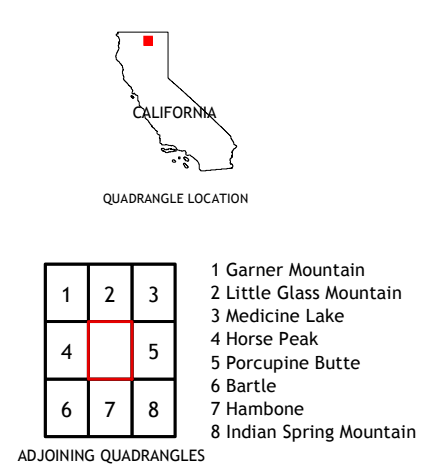 CALIFORNIA
QUADRANGLE LOCATION
1 2 3
4 5
6 7 8
ADJOINING QUADRANGLES
1 Garner Mountain
2 Little Glass Mountain
3 Medicine Lake
4 Horse Peak
5 Porcupine Butte
6 Bartle
7 Hambone
8 Indian Spring Mountain